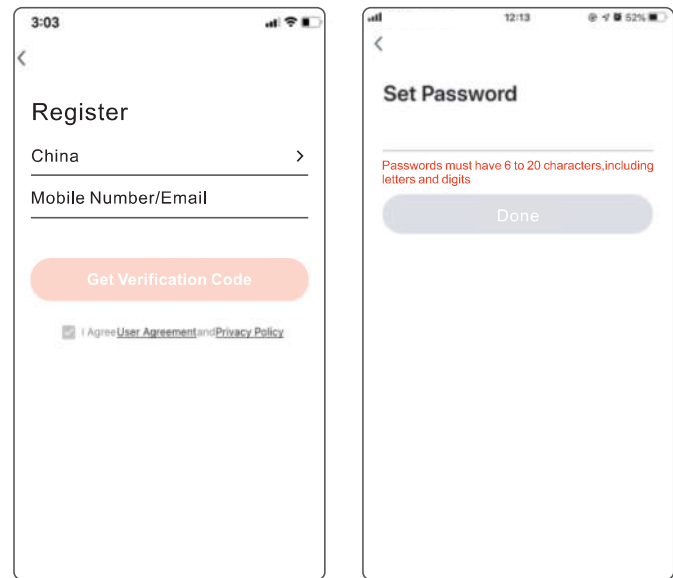 3:03
Register
China
Mobile Number/Email
Get Verification Code
I Agree User Agreement and Privacy Policy
12:13
52%
Set Password
Passwords must have 6 to 20 characters,including
letters and digits
Done